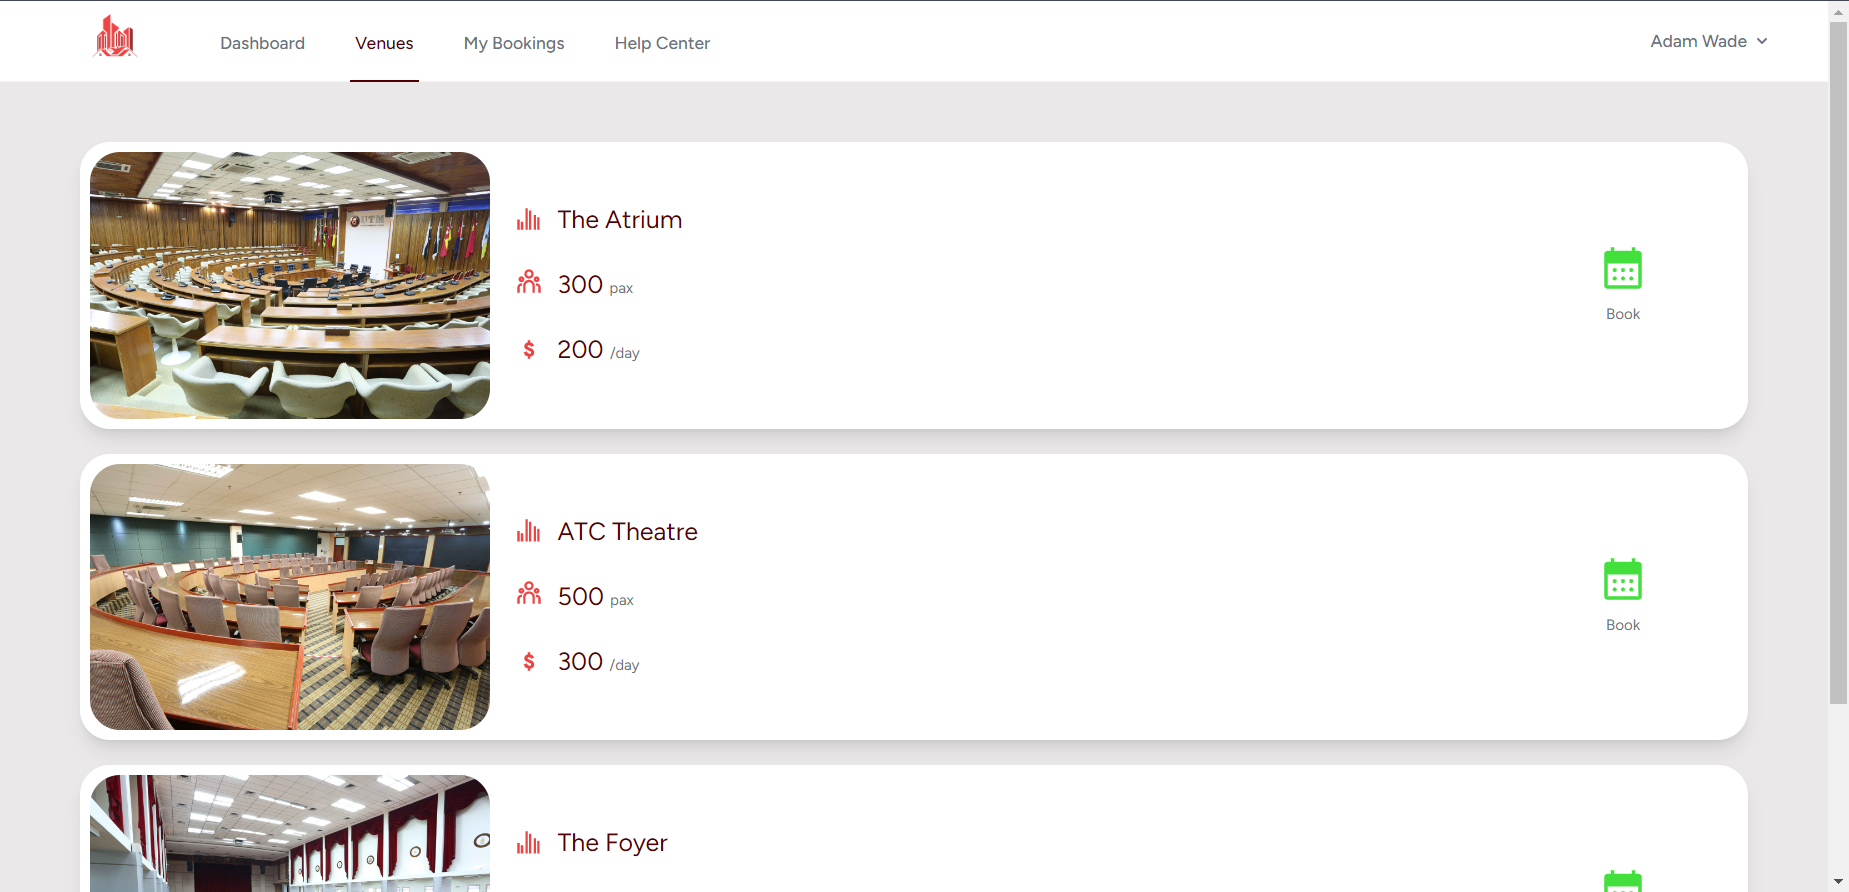 Dashboard
Venues
My Bookings
Help Center
Adam Wade
UTM
The Atrium
300 pax
$ 200 /day
Book
ATC Theatre
500 pax
$ 300 /day
Book
The Foyer